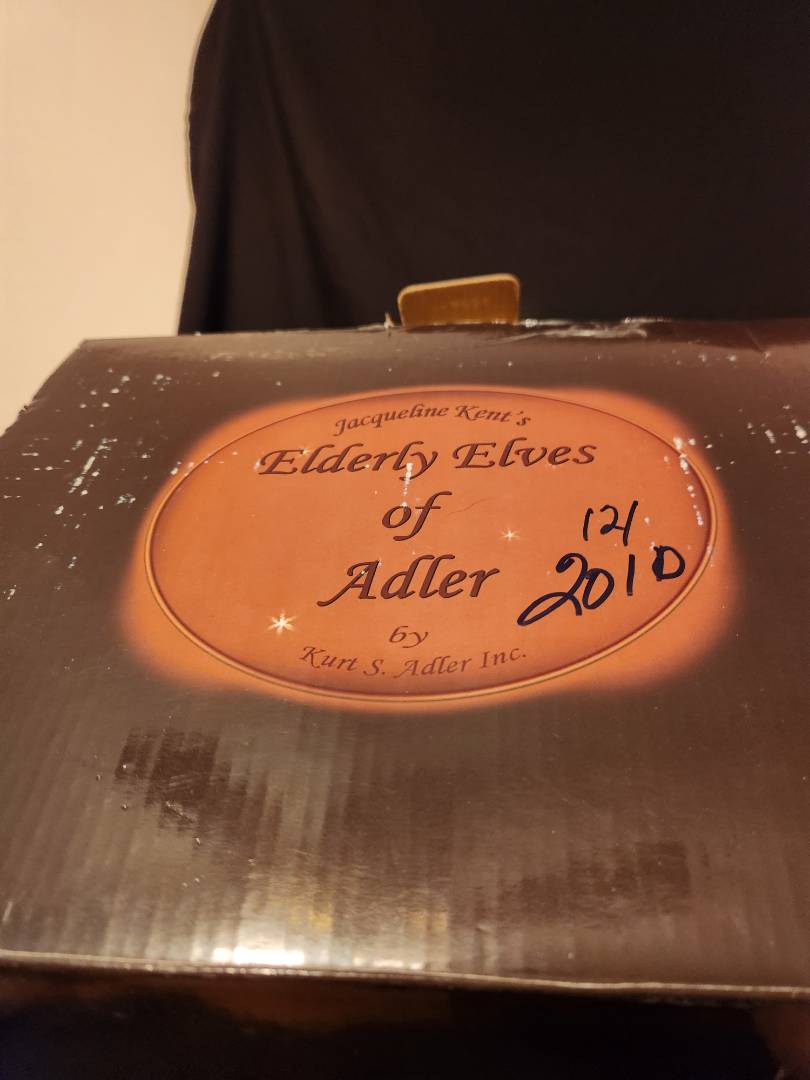 Jacqueline Kent's
Elderly Elves
of
Adler
12/
2010
by
Kurt S. Adler Inc.